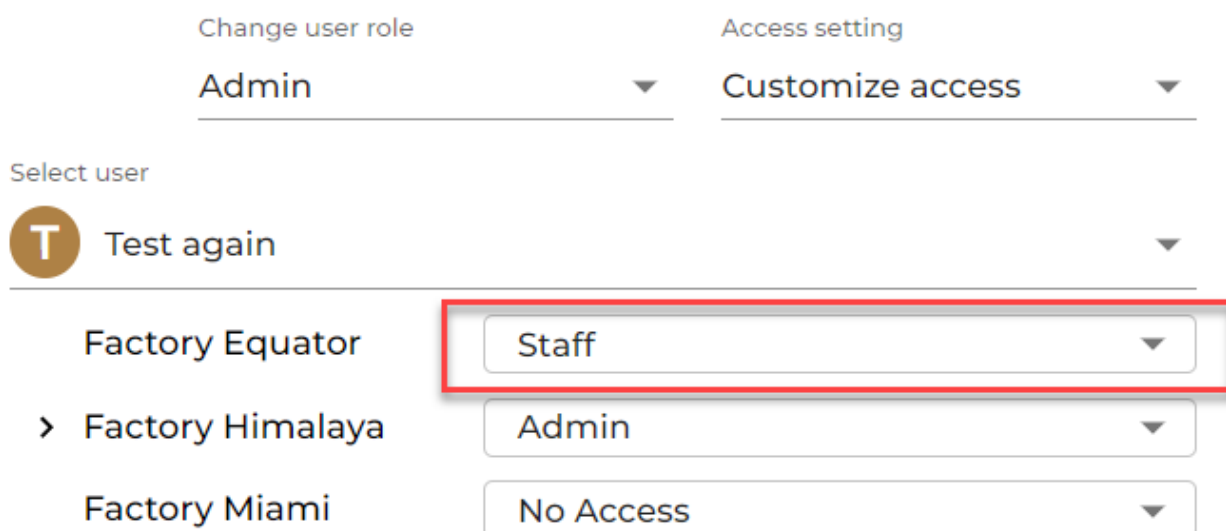 Change user role Access setting
Admin Customize access
Select user
T Test again
Factory Equator Staff
Factory Himalaya Admin
Factory Miami No Access